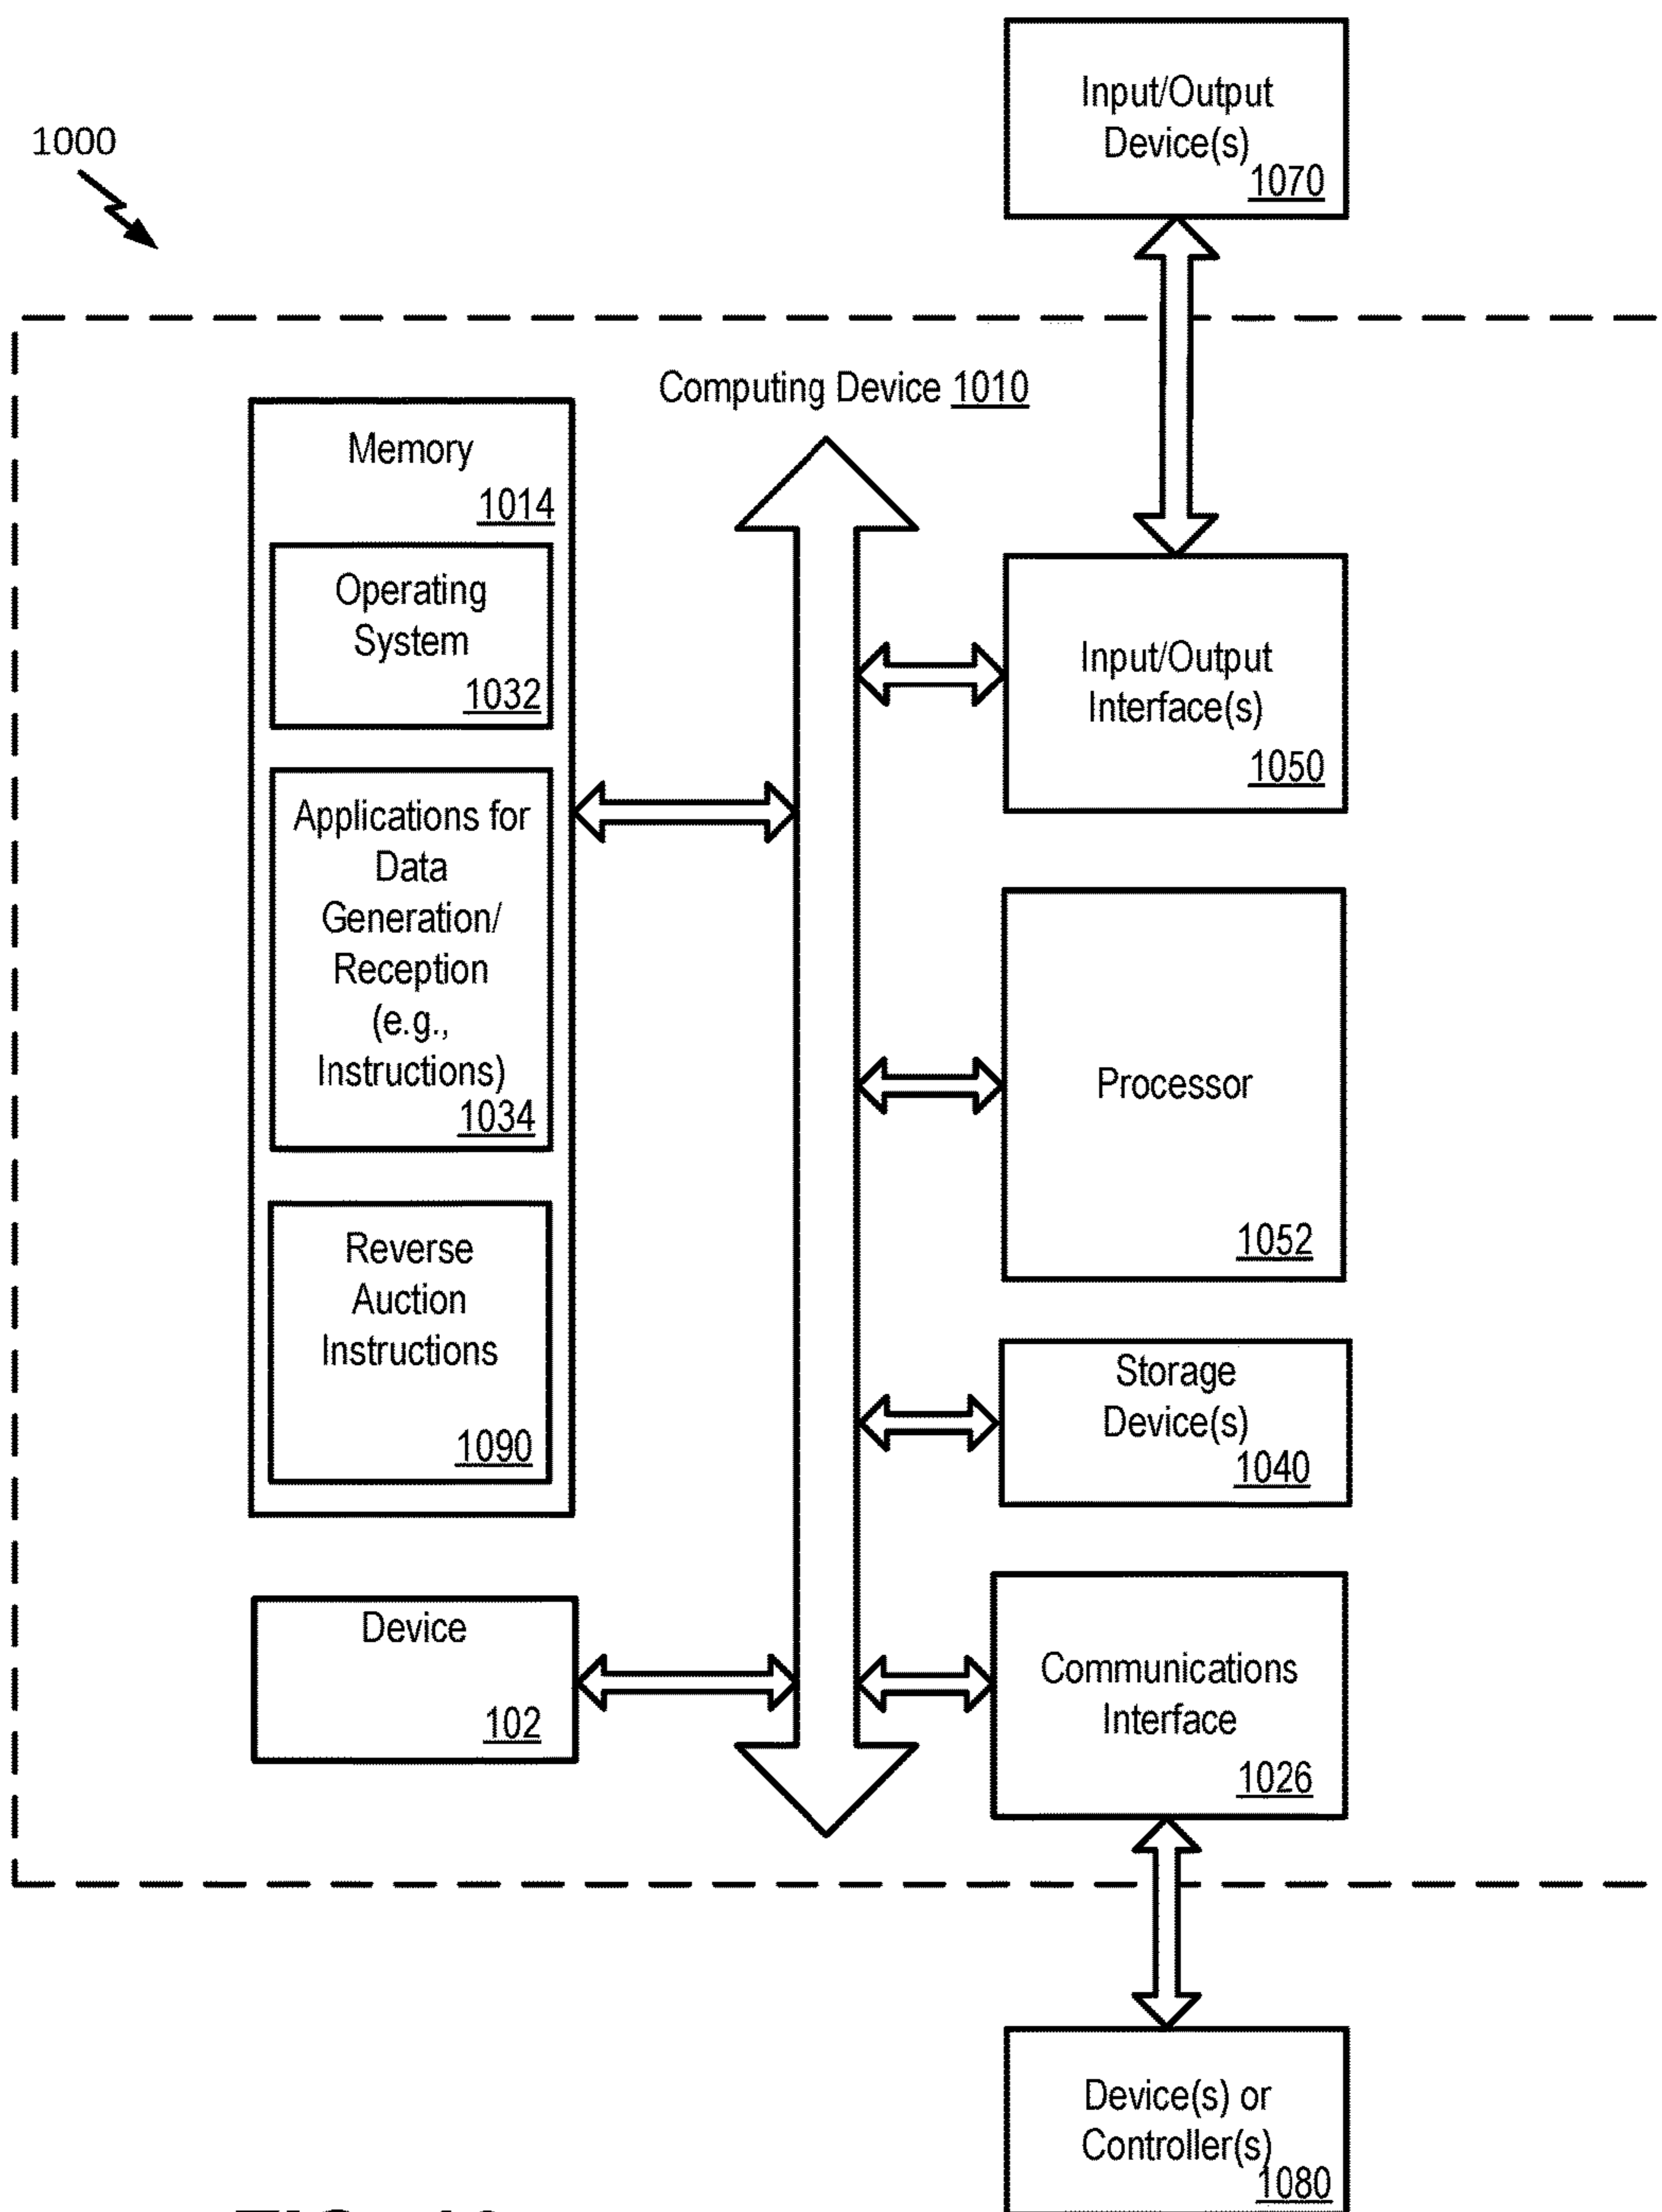 1000
Input/Output
Device(s)
1070
Computing Device 1010
Memory
1014
Operating
System
1032
Applications for
Data
Generation/
Reception
(e.g.,
Instructions)
1034
Reverse
Auction
Instructions
1090
Device
102
Input/Output
Interface(s)
1050
Processor
1052
Storage
Device(s)
1040
Communications
Interface
1026
Device(s) or
Controller(s)
1080